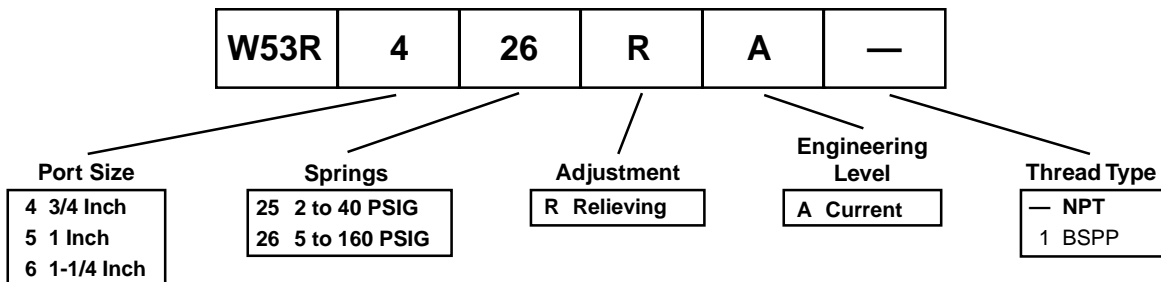 W53R 4 26 R A —
Port Size
4 3/4 Inch
5 1 Inch
6 1-1/4 Inch
Springs
25 2 to 40 PSIG
26 5 to 160 PSIG
Adjustment
R Relieving
Engineering
Level
A Current
Thread Type
— NPT
1 BSPP